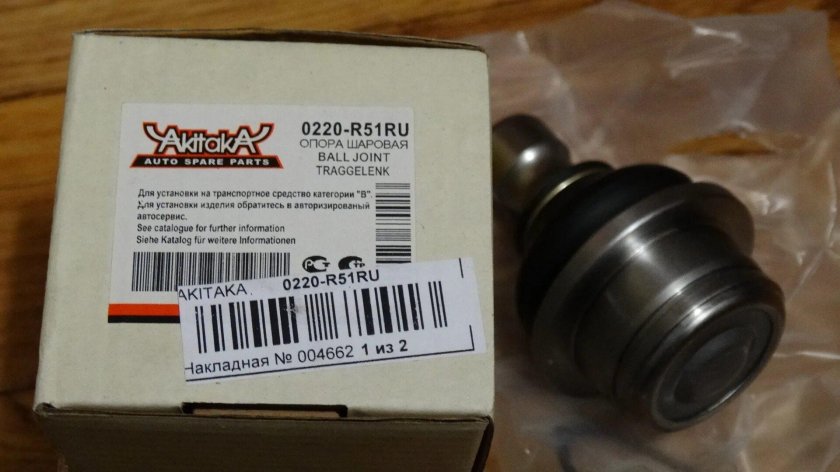 AkitakA
AUTO SPARE PARTS
0220-R51RU
ОПОРА ШАРОВАЯ
BALL JOINT
TRAGGELENK
Для установки на транспортное средство категории "В".
Для установки изделия обратитесь в авторизированый
автосервис.
See catalogue for further information
Siehe Katalog für weitere Informationen
AKITAKA.
0220-R51RU
Накладная № 004662 1 из 2